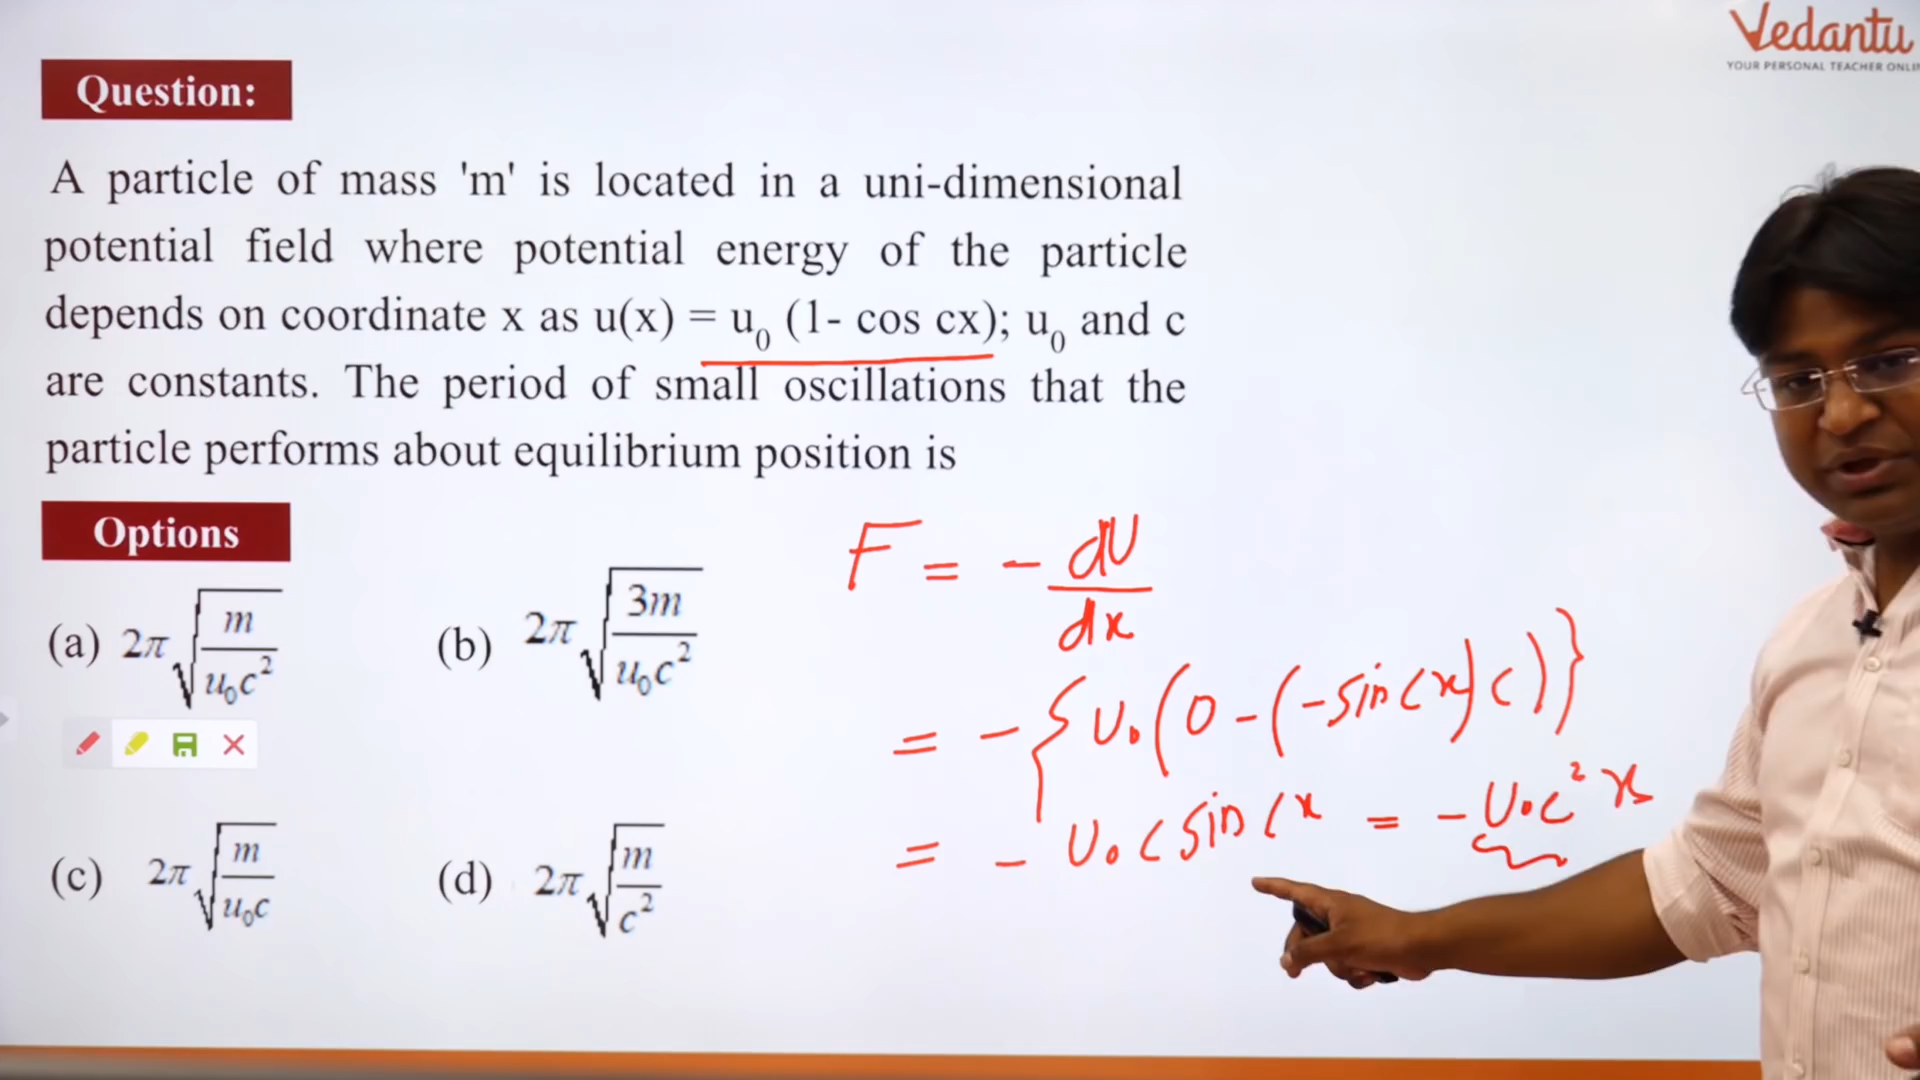 Vedantu
YOUR PERSONAL TEACHER ONLIN
Question:
A particle of mass 'm' is located in a uni-dimensional
potential field where potential energy of the particle
depends on coordinate x as u(x) = u₀ (1- cos cx); u₀ and c
are constants. The period of small oscillations that the
particle performs about equilibrium position is
Options
(a) 2π √(m/u₀c²)
(b) 2π √(3m/u₀c²)
(c) 2π √(m/u₀c)
(d) 2π √(m/c²)
F = - dU/dx
= - { U₀ (0 - (-sin cx) c) }
= - U₀ c sin cx = - U₀c² x